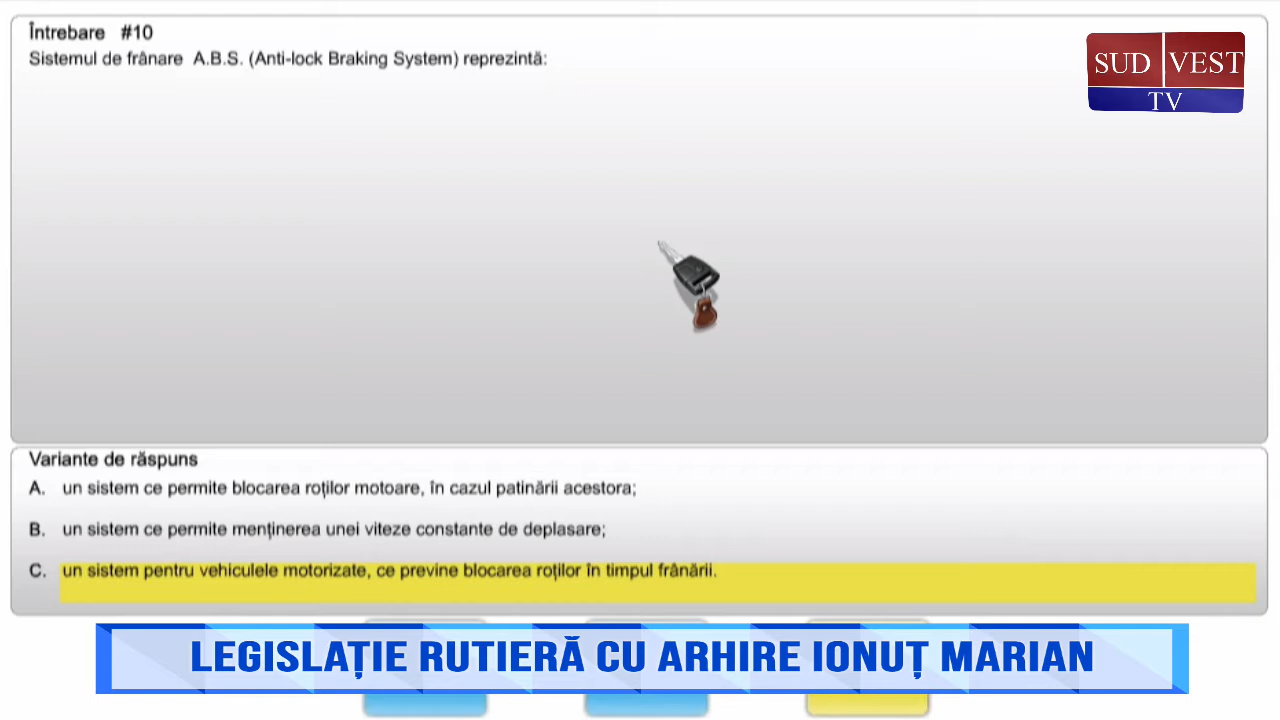 Întrebare #10
Sistemul de frânare A.B.S. (Anti-lock Braking System) reprezintă:
SUD VEST
TV
Variante de răspuns
A. un sistem ce permite blocarea roților motoare, în cazul patinării acestora;
B. un sistem ce permite menținerea unei viteze constante de deplasare;
C. un sistem pentru vehiculele motorizate, ce previne blocarea roților în timpul frânării.
LEGISLAȚIE RUTIERĂ CU ARHIRE IONUȚ MARIAN